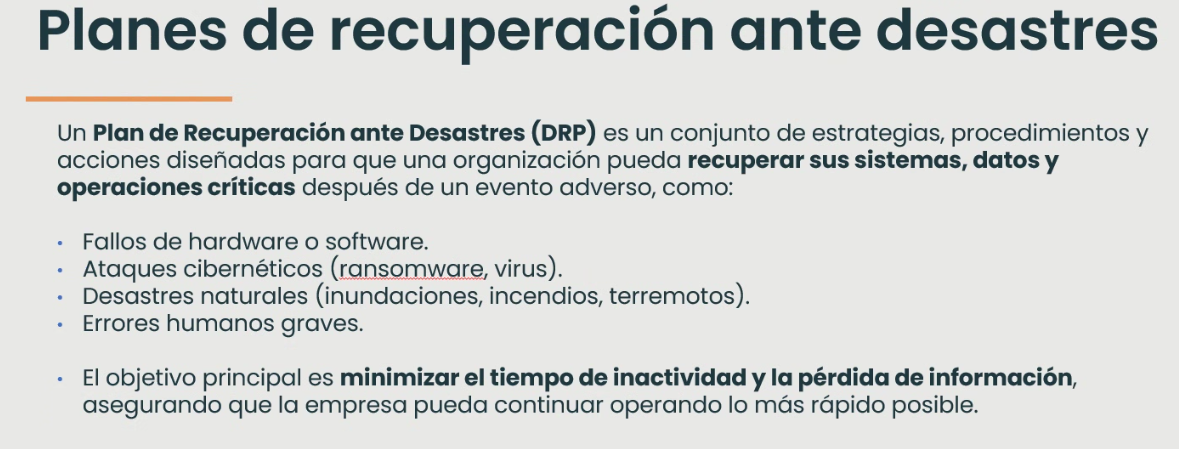 Planes de recuperación ante desastres
Un Plan de Recuperación ante Desastres (DRP) es un conjunto de estrategias, procedimientos y
acciones diseñadas para que una organización pueda recuperar sus sistemas, datos y
operaciones críticas después de un evento adverso, como:
• Fallos de hardware o software.
• Ataques cibernéticos (ransomware, virus).
• Desastres naturales (inundaciones, incendios, terremotos).
• Errores humanos graves.
• El objetivo principal es minimizar el tiempo de inactividad y la pérdida de información,
asegurando que la empresa pueda continuar operando lo más rápido posible.